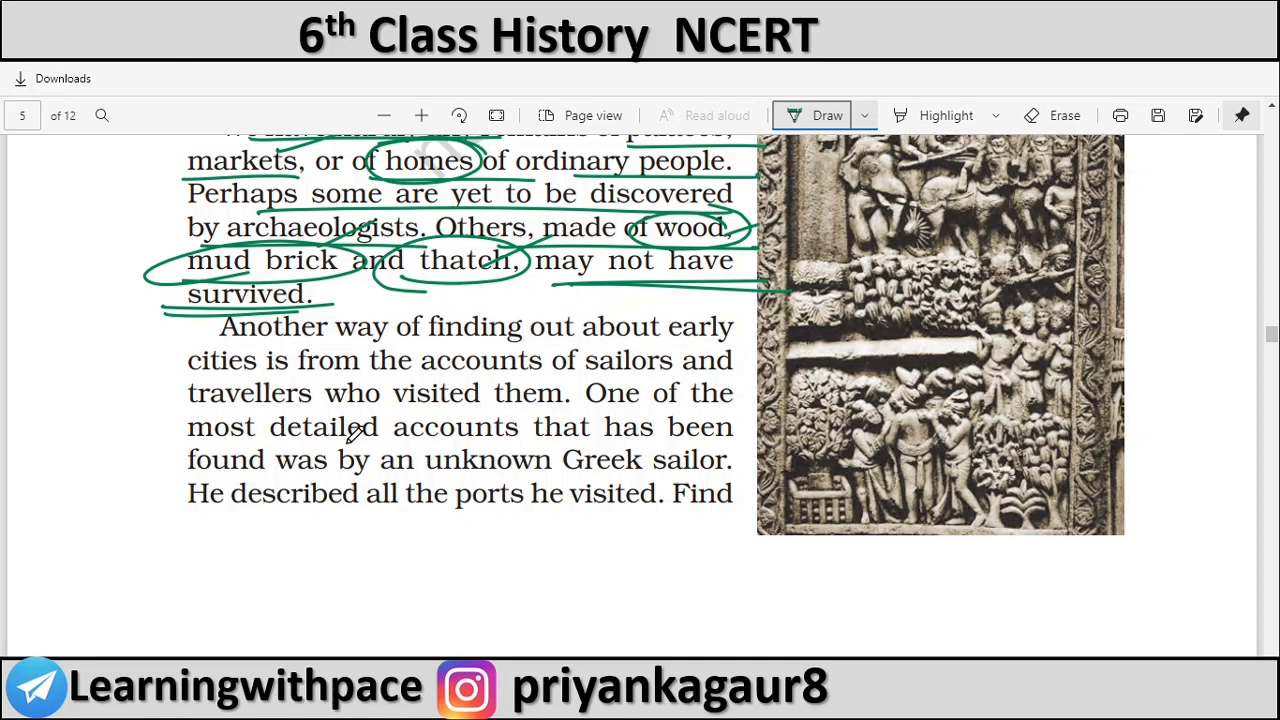 6th Class History NCERT
Downloads
5 of 12 Page view Read aloud Draw Highlight Erase
markets, or of homes of ordinary people.
Perhaps some are yet to be discovered
by archaeologists. Others, made of wood,
mud brick and thatch, may not have
survived.
Another way of finding out about early
cities is from the accounts of sailors and
travellers who visited them. One of the
most detailed accounts that has been
found was by an unknown Greek sailor.
He described all the ports he visited. Find
Learningwithpace priyankagaur8